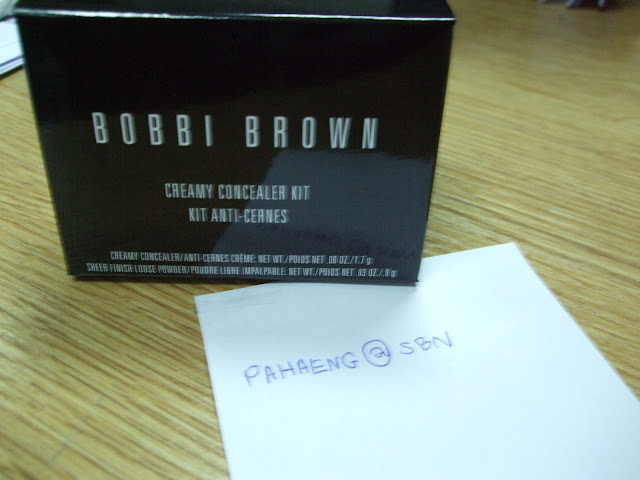 BOBBI BROWN
CREAMY CONCEALER KIT
KIT ANTI-CERNES
CREAMY CONCEALER/ANTI-CERNES CRÈME: NET WT./POIDS NET .06 OZ./1.7 g
SHEER FINISH LOOSE POWDER/POUDRE LIBRE IMPALPABLE: NET WT./POIDS NET .03 OZ./.9 g
PAHAENG@SBN